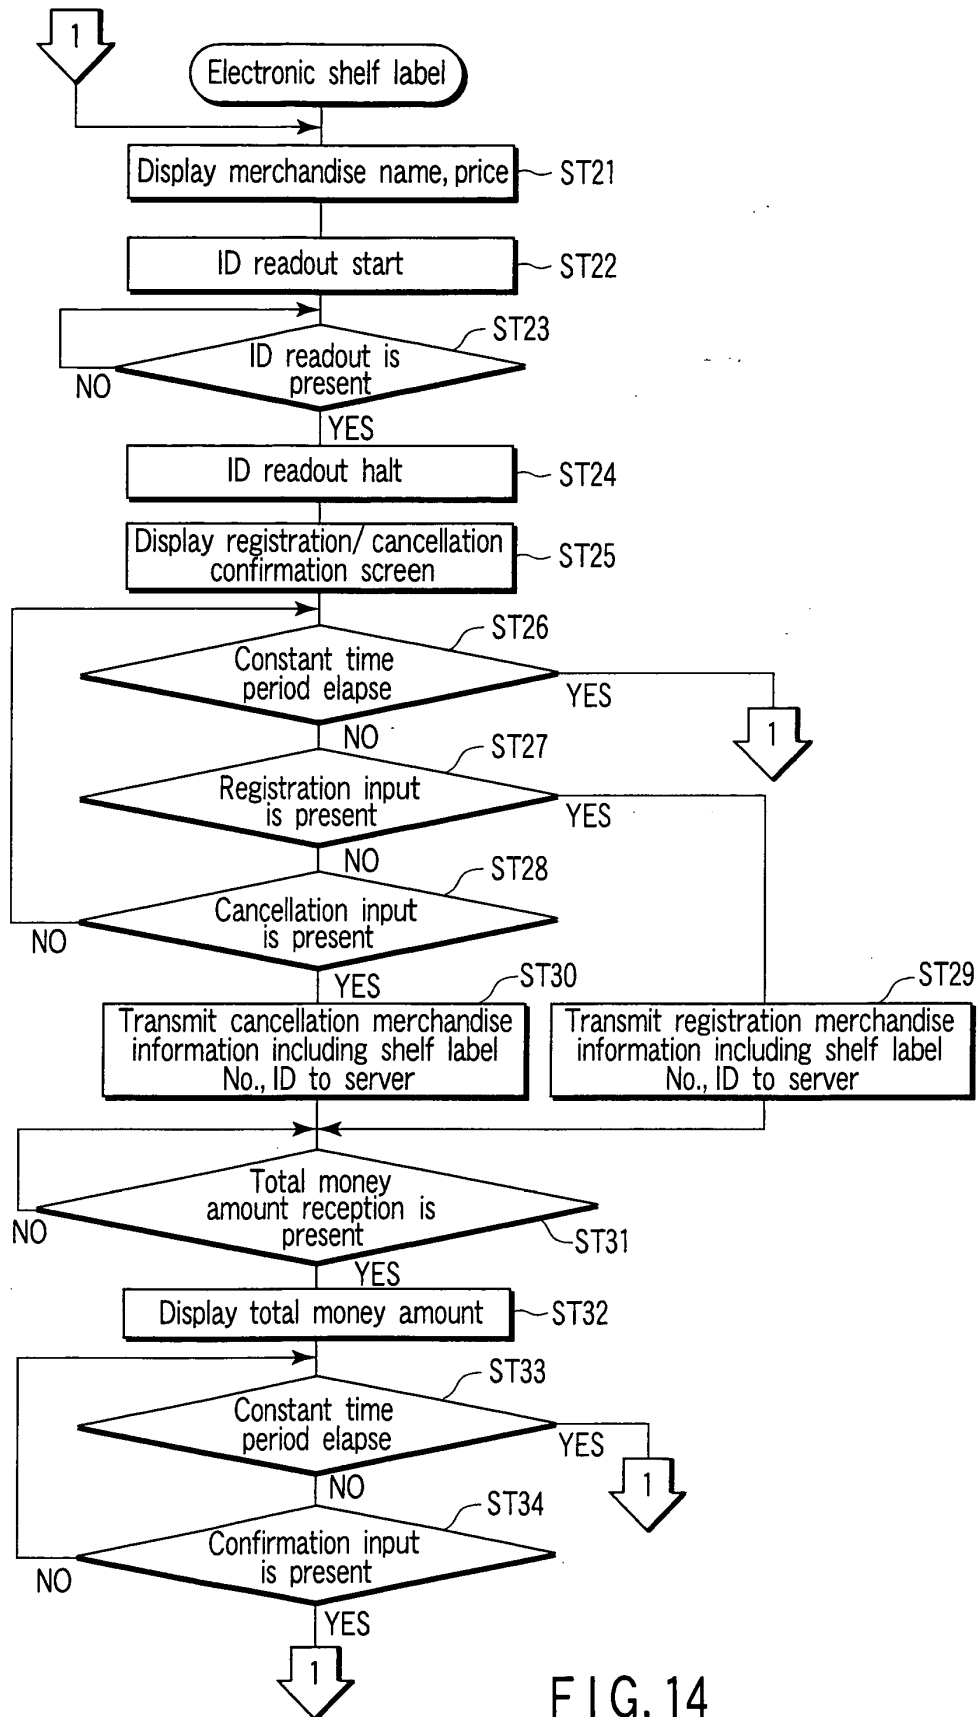 1
Electronic shelf label
Display merchandise name, price
ST21
ID readout start
ST22
ST23
ID readout is
present
NO
YES
ID readout halt
ST24
Display registration/ cancellation
confirmation screen
ST25
ST26
Constant time
period elapse
YES
1
NO
ST27
Registration input
is present
YES
NO
ST28
Cancellation input
is present
NO
YES
ST30
Transmit cancellation merchandise
information including shelf label
No., ID to server
ST29
Transmit registration merchandise
information including shelf label
No., ID to server
Total money
amount reception is
present
NO
ST31
YES
Display total money amount
ST32
ST33
Constant time
period elapse
YES
1
NO
ST34
Confirmation input
is present
NO
YES
1
FIG. 14